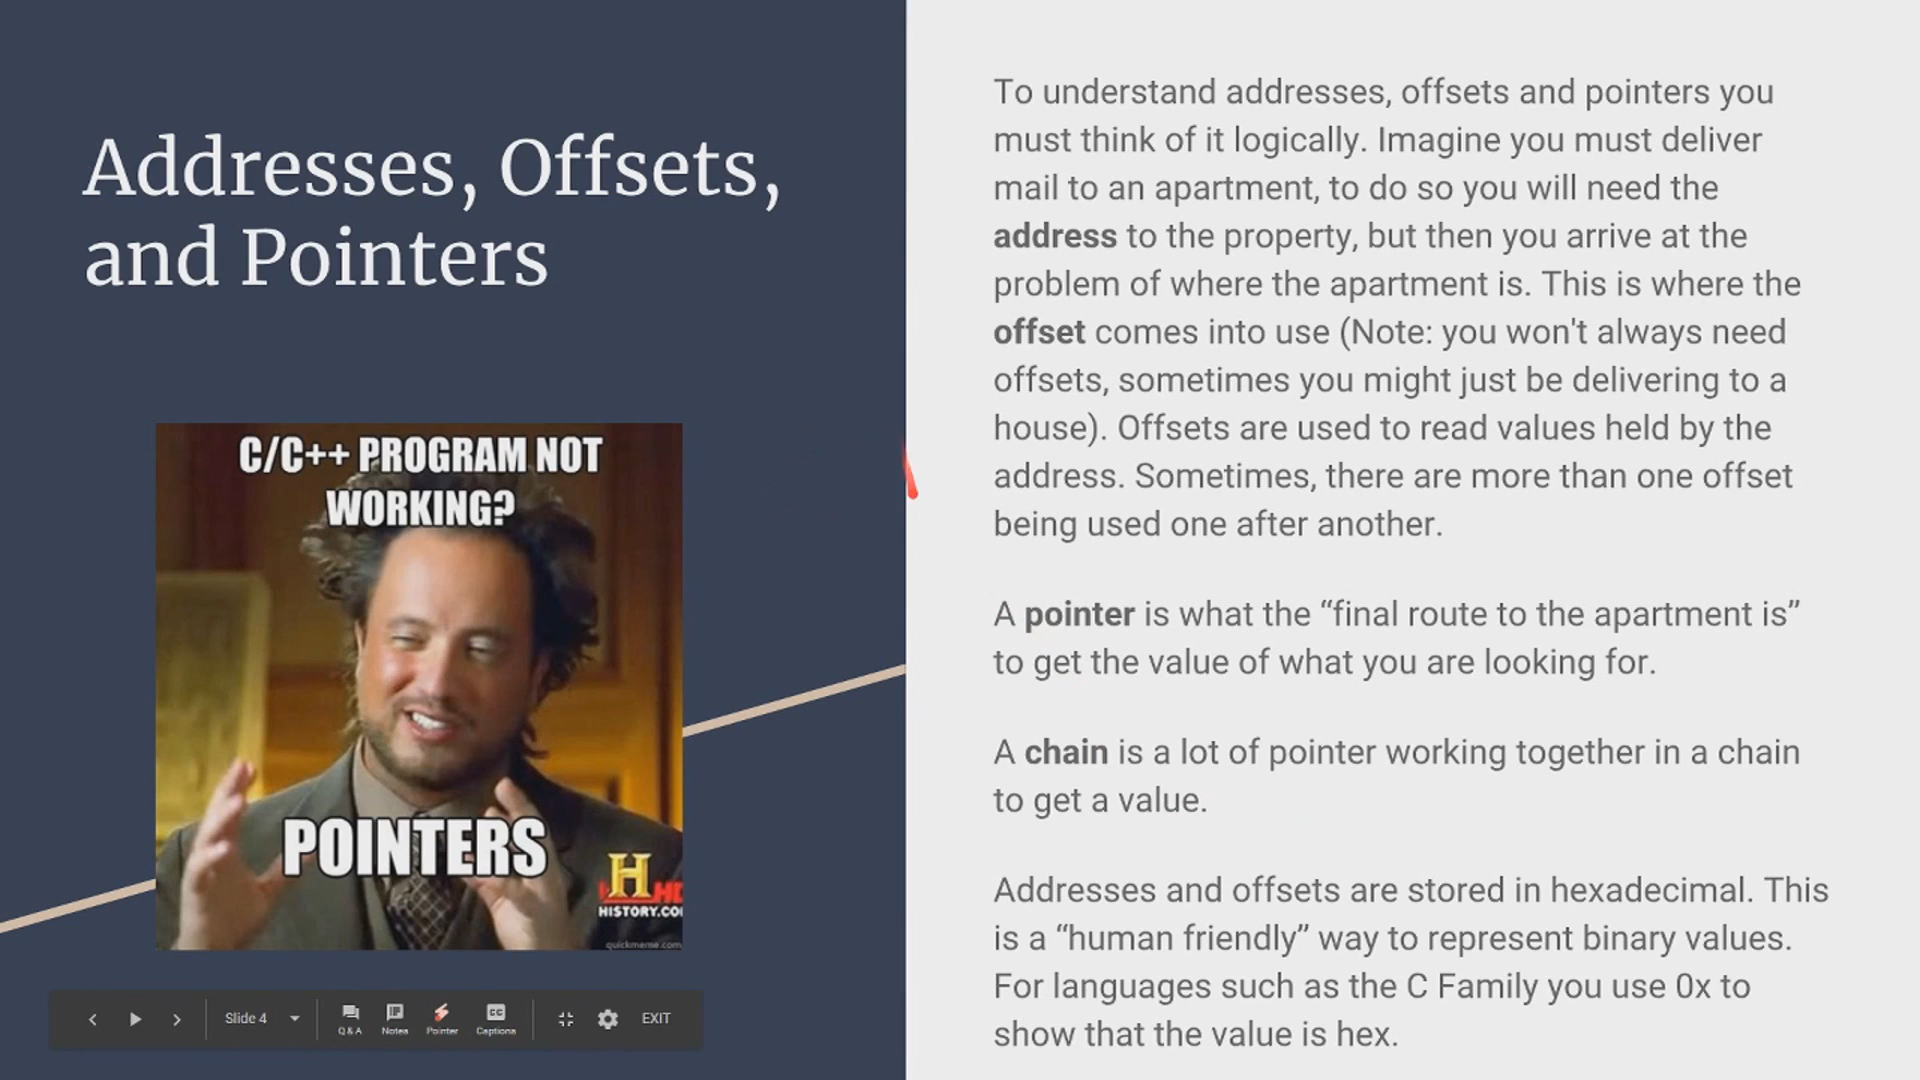 Addresses, Offsets,
and Pointers
C/C++ PROGRAM NOT
WORKING?
POINTERS
H
HD
HISTORY.CO
quickmeme.com
Slide 4
Q & A
Notes
Pointer
Captions
EXIT
To understand addresses, offsets and pointers you
must think of it logically. Imagine you must deliver
mail to an apartment, to do so you will need the
address to the property, but then you arrive at the
problem of where the apartment is. This is where the
offset comes into use (Note: you won't always need
offsets, sometimes you might just be delivering to a
house). Offsets are used to read values held by the
address. Sometimes, there are more than one offset
being used one after another.
A pointer is what the “final route to the apartment is”
to get the value of what you are looking for.
A chain is a lot of pointer working together in a chain
to get a value.
Addresses and offsets are stored in hexadecimal. This
is a “human friendly” way to represent binary values.
For languages such as the C Family you use 0x to
show that the value is hex.